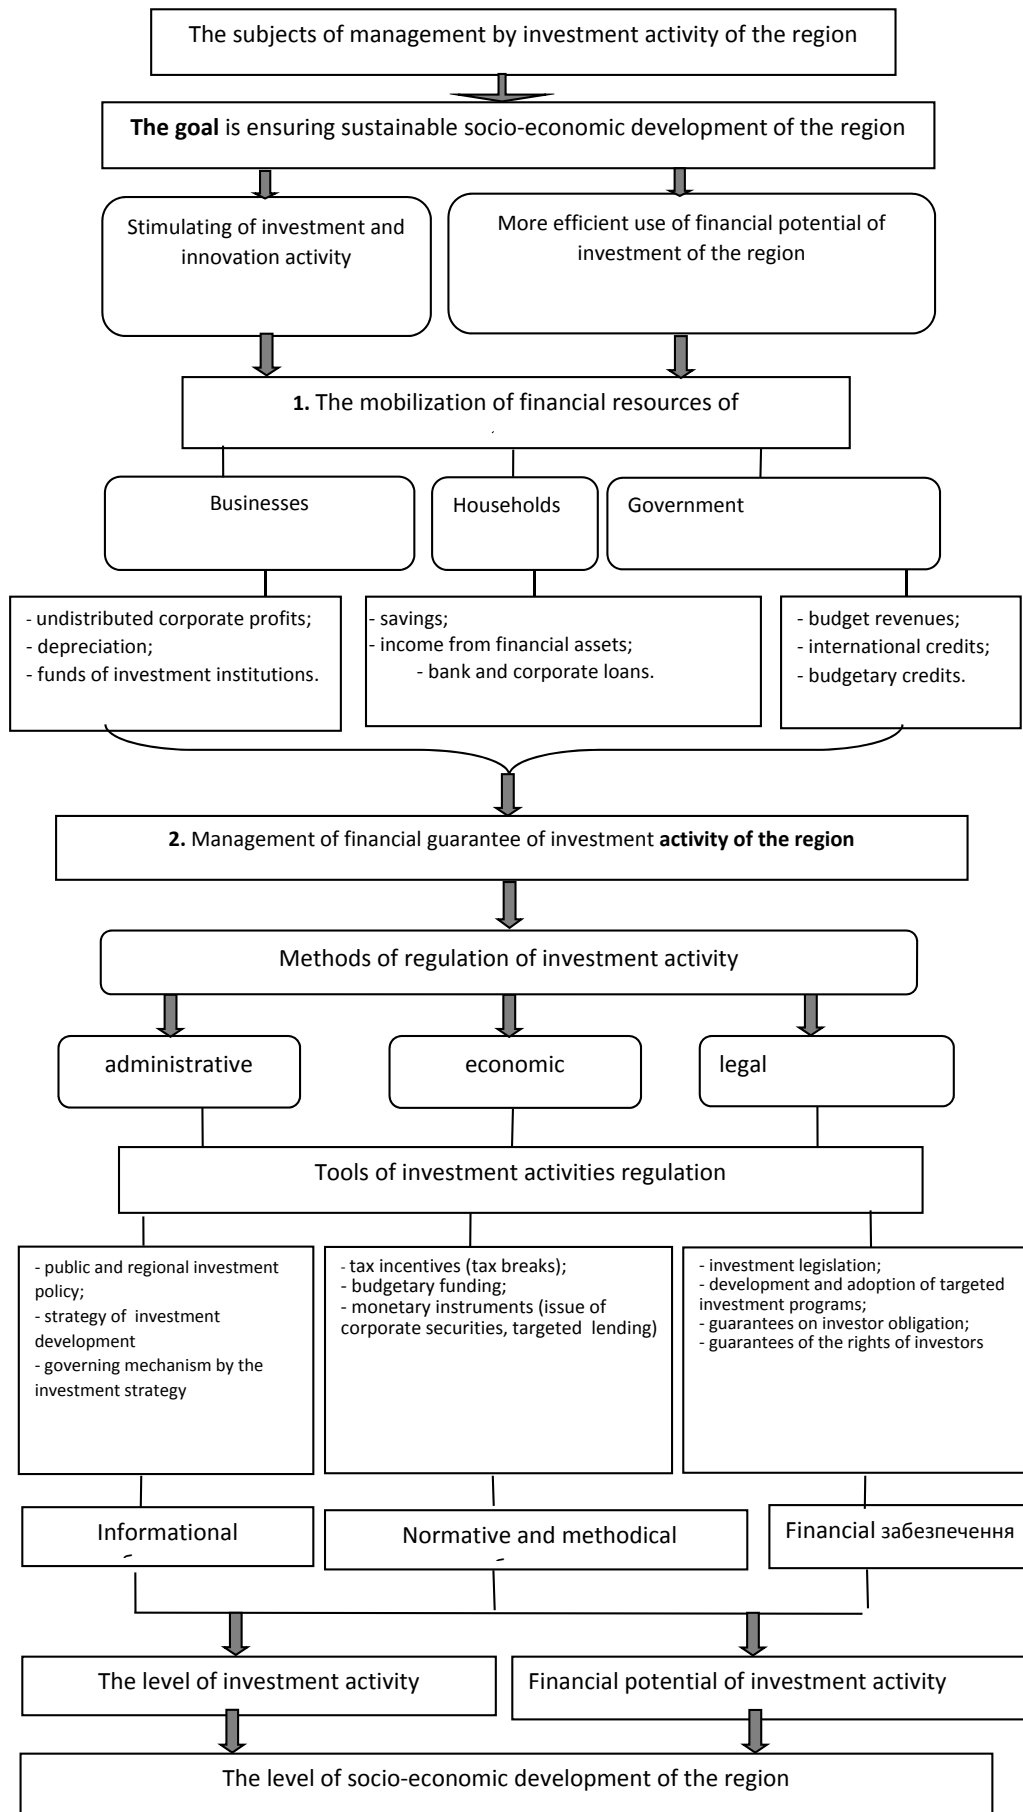 The subjects of management by investment activity of the region
The goal is ensuring sustainable socio-economic development of the region
Stimulating of investment and
innovation activity
More efficient use of financial potential of
investment of the region
1. The mobilization of financial resources of
Businesses
Households
Government
- undistributed corporate profits;
- depreciation;
- funds of investment institutions.
- savings;
- income from financial assets;
- bank and corporate loans.
- budget revenues;
- international credits;
- budgetary credits.
2. Management of financial guarantee of investment activity of the region
Methods of regulation of investment activity
administrative
economic
legal
Tools of investment activities regulation
- public and regional investment
policy;
- strategy of investment
development
- governing mechanism by the
investment strategy
- tax incentives (tax breaks);
- budgetary funding;
- monetary instruments (issue of
corporate securities, targeted lending)
- investment legislation;
- development and adoption of targeted
investment programs;
- guarantees on investor obligation;
- guarantees of the rights of investors
Informational
Normative and methodical
Financial забезпечення
The level of investment activity
Financial potential of investment activity
The level of socio-economic development of the region